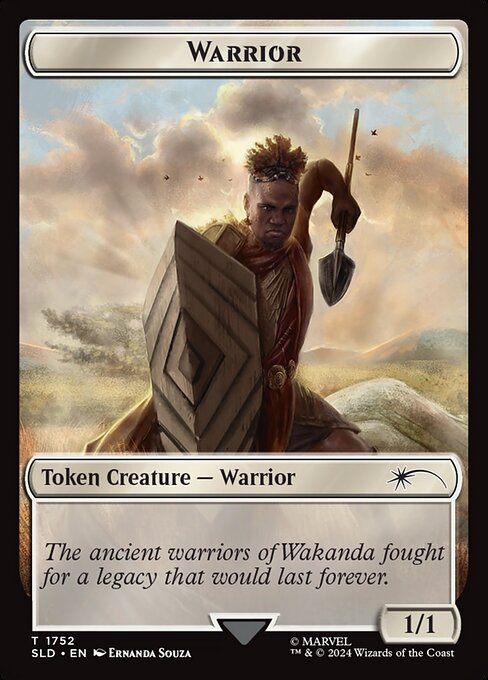 WARRIOR
Token Creature — Warrior
The ancient warriors of Wakanda fought
for a legacy that would last forever.
1/1
T 1752
SLD • EN ERNANDA SOUZA
© MARVEL
™ & © 2024 Wizards of the Coast